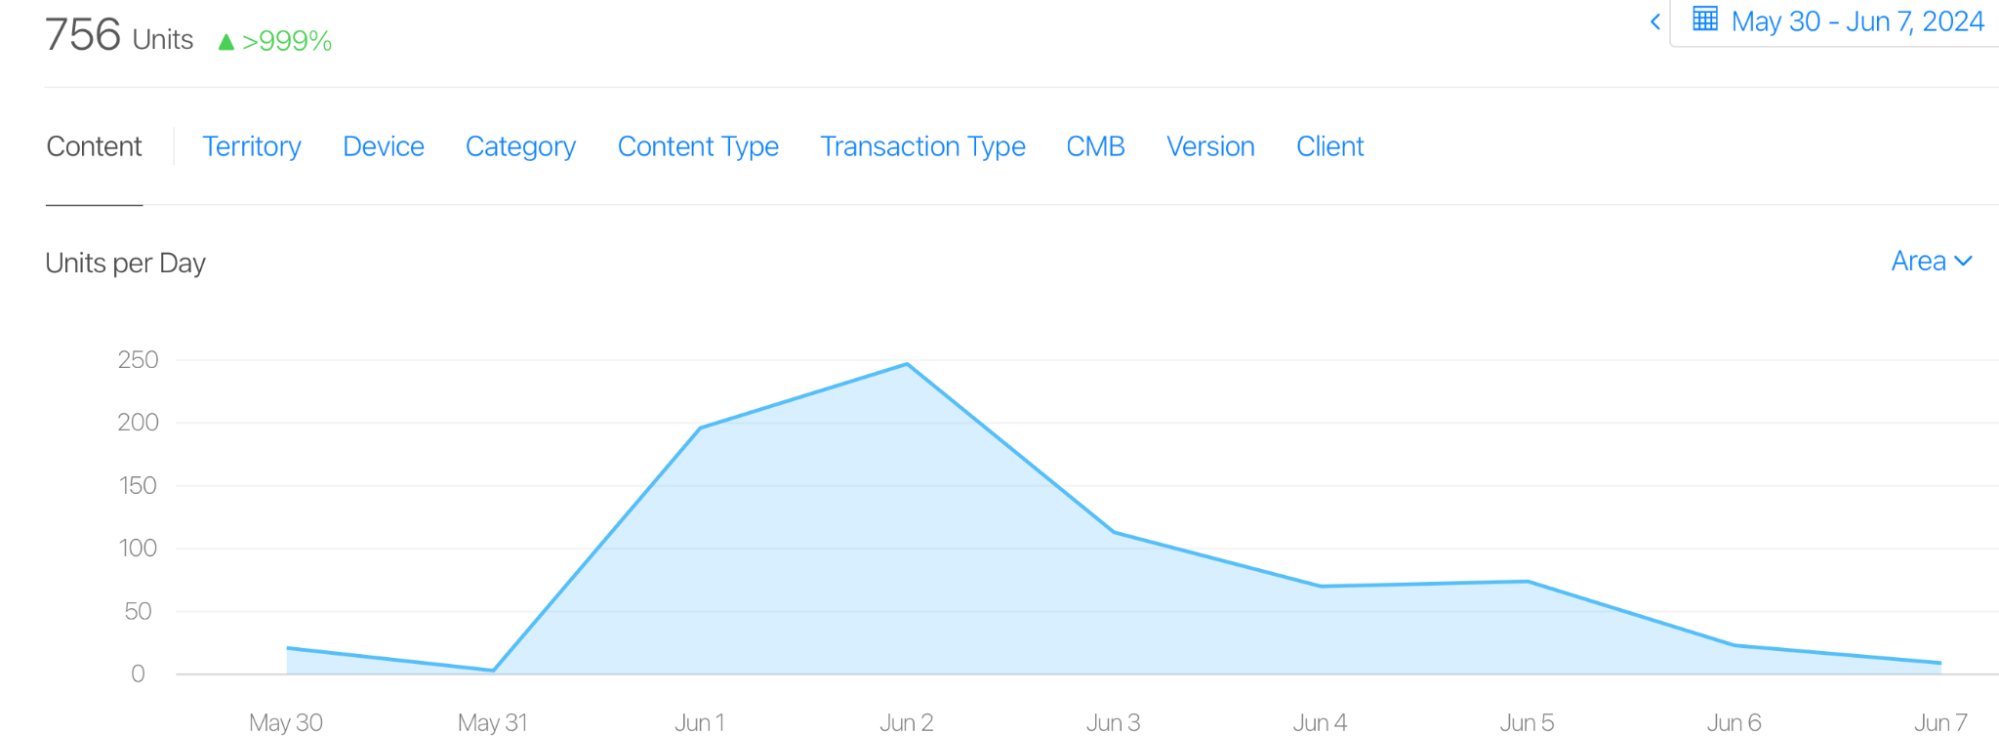 756 Units ▲ >999%
< May 30 - Jun 7, 2024
Content Territory Device Category Content Type Transaction Type CMB Version Client
Units per Day
Area
250
200
150
100
50
0
May 30 May 31 Jun 1 Jun 2 Jun 3 Jun 4 Jun 5 Jun 6 Jun 7